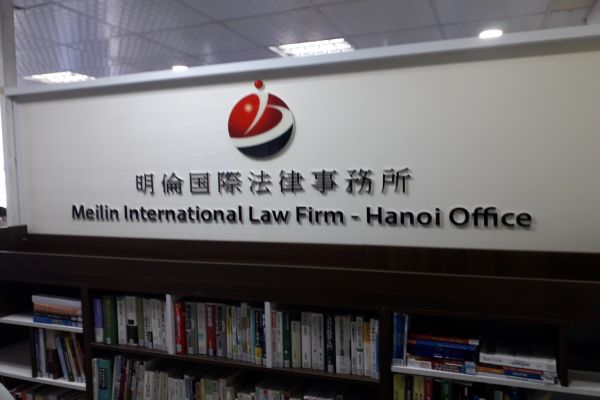 明倫国際法律事務所
Meilin International Law Firm - Hanoi Office